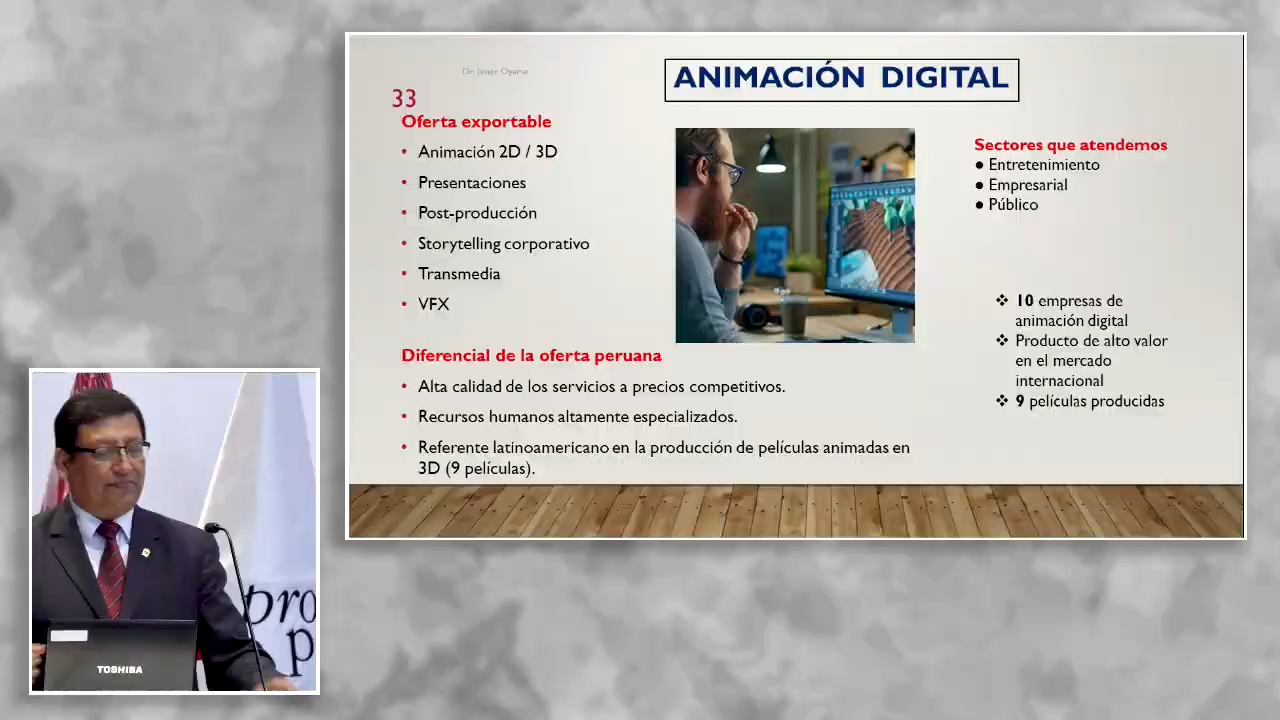 De Javier Oyarse
ANIMACIÓN DIGITAL
33
Oferta exportable
• Animación 2D / 3D
• Presentaciones
• Post-producción
• Storytelling corporativo
• Transmedia
• VFX
Diferencial de la oferta peruana
• Alta calidad de los servicios a precios competitivos.
• Recursos humanos altamente especializados.
• Referente latinoamericano en la producción de películas animadas en
3D (9 películas).
Sectores que atendemos
● Entretenimiento
● Empresarial
● Público
❖ 10 empresas de
animación digital
❖ Producto de alto valor
en el mercado
internacional
❖ 9 películas producidas
pro
p
TOSHIBA